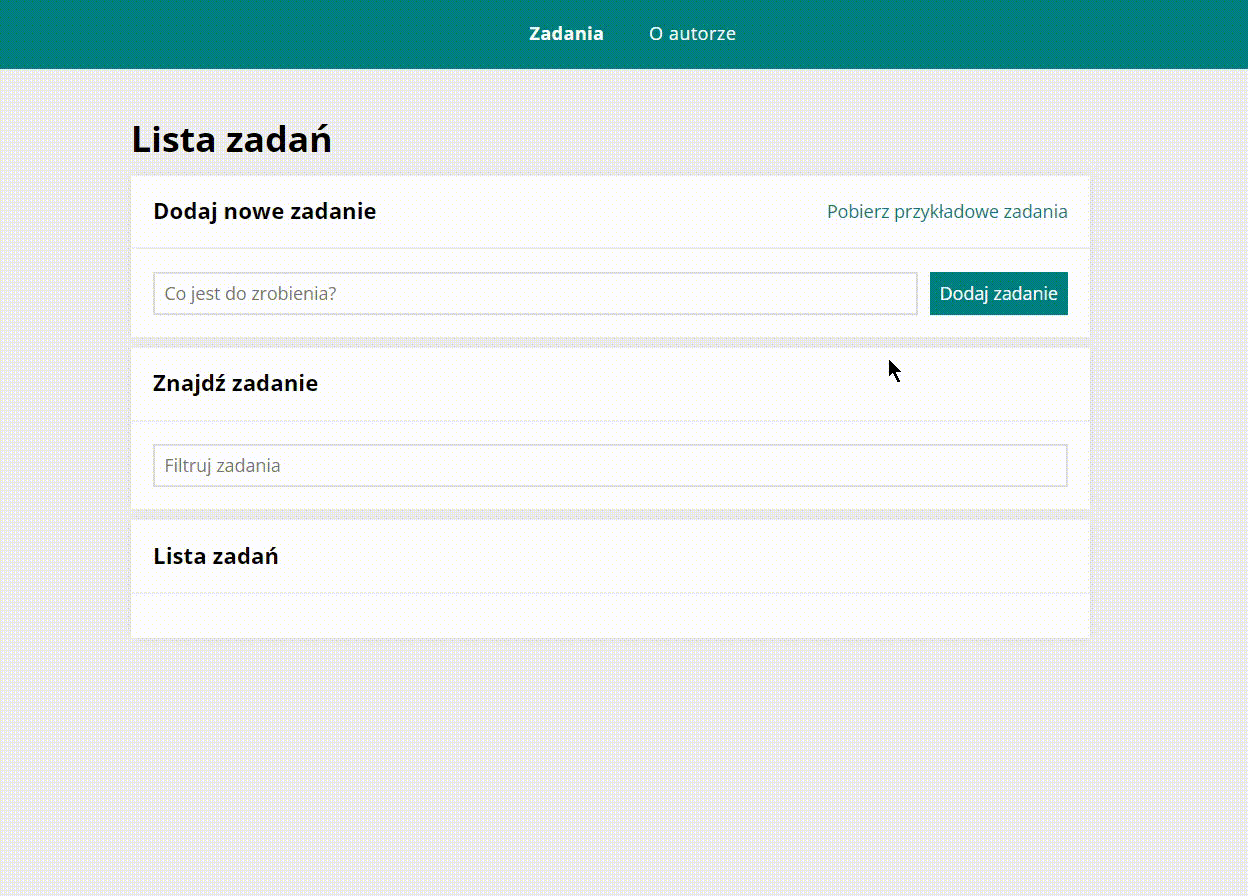 Zadania O autorze
Lista zadań
Dodaj nowe zadanie Pobierz przykładowe zadania
Co jest do zrobienia? Dodaj zadanie
Znajdź zadanie
Filtruj zadania
Lista zadań